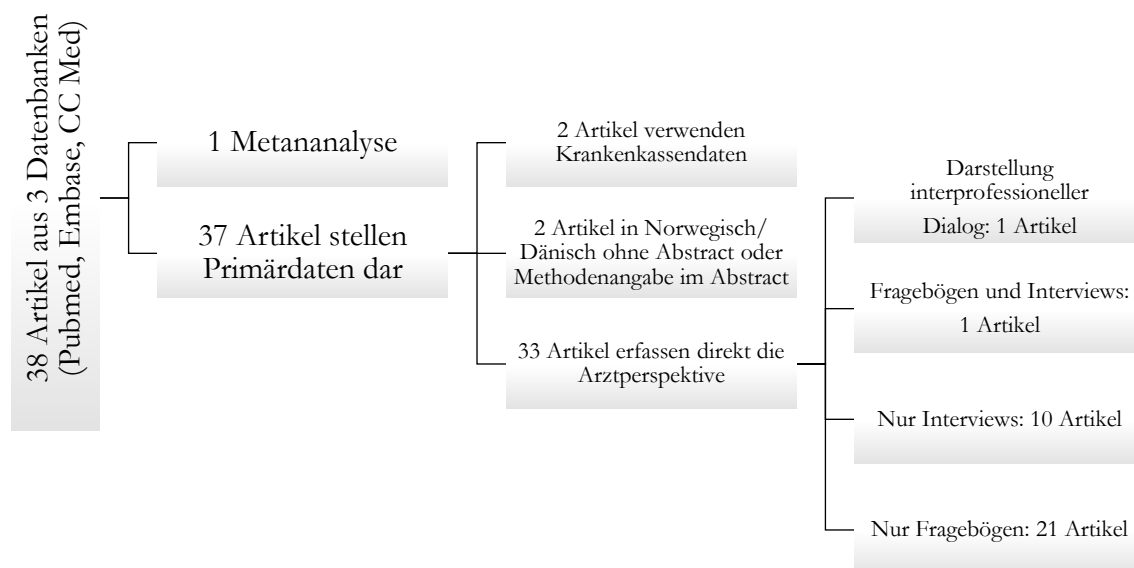 38 Artikel aus 3 Datenbanken
(Pubmed, Embase, CC Med)
1 Metananalyse
37 Artikel stellen
Primärdaten dar
2 Artikel verwenden
Krankenkassendaten
2 Artikel in Norwegisch/
Dänisch ohne Abstract oder
Methodenangabe im Abstract
33 Artikel erfassen direkt die
Arztperspektive
Darstellung
interprofessioneller
Dialog: 1 Artikel
Fragebögen und Interviews:
1 Artikel
Nur Interviews: 10 Artikel
Nur Fragebögen: 21 Artikel